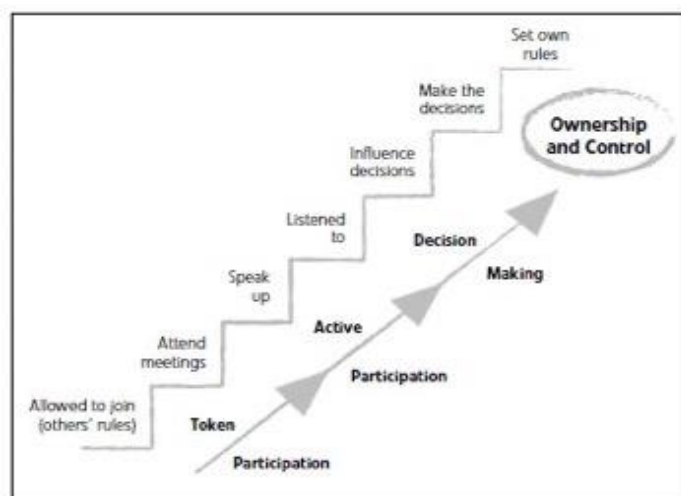 Set own
rules
Make the
decisions
Ownership
and Control
Influence
decisions
Listened
to
Decision
Making
Speak
up
Active
Attend
meetings
Participation
Allowed to join
(others' rules)
Token
Participation